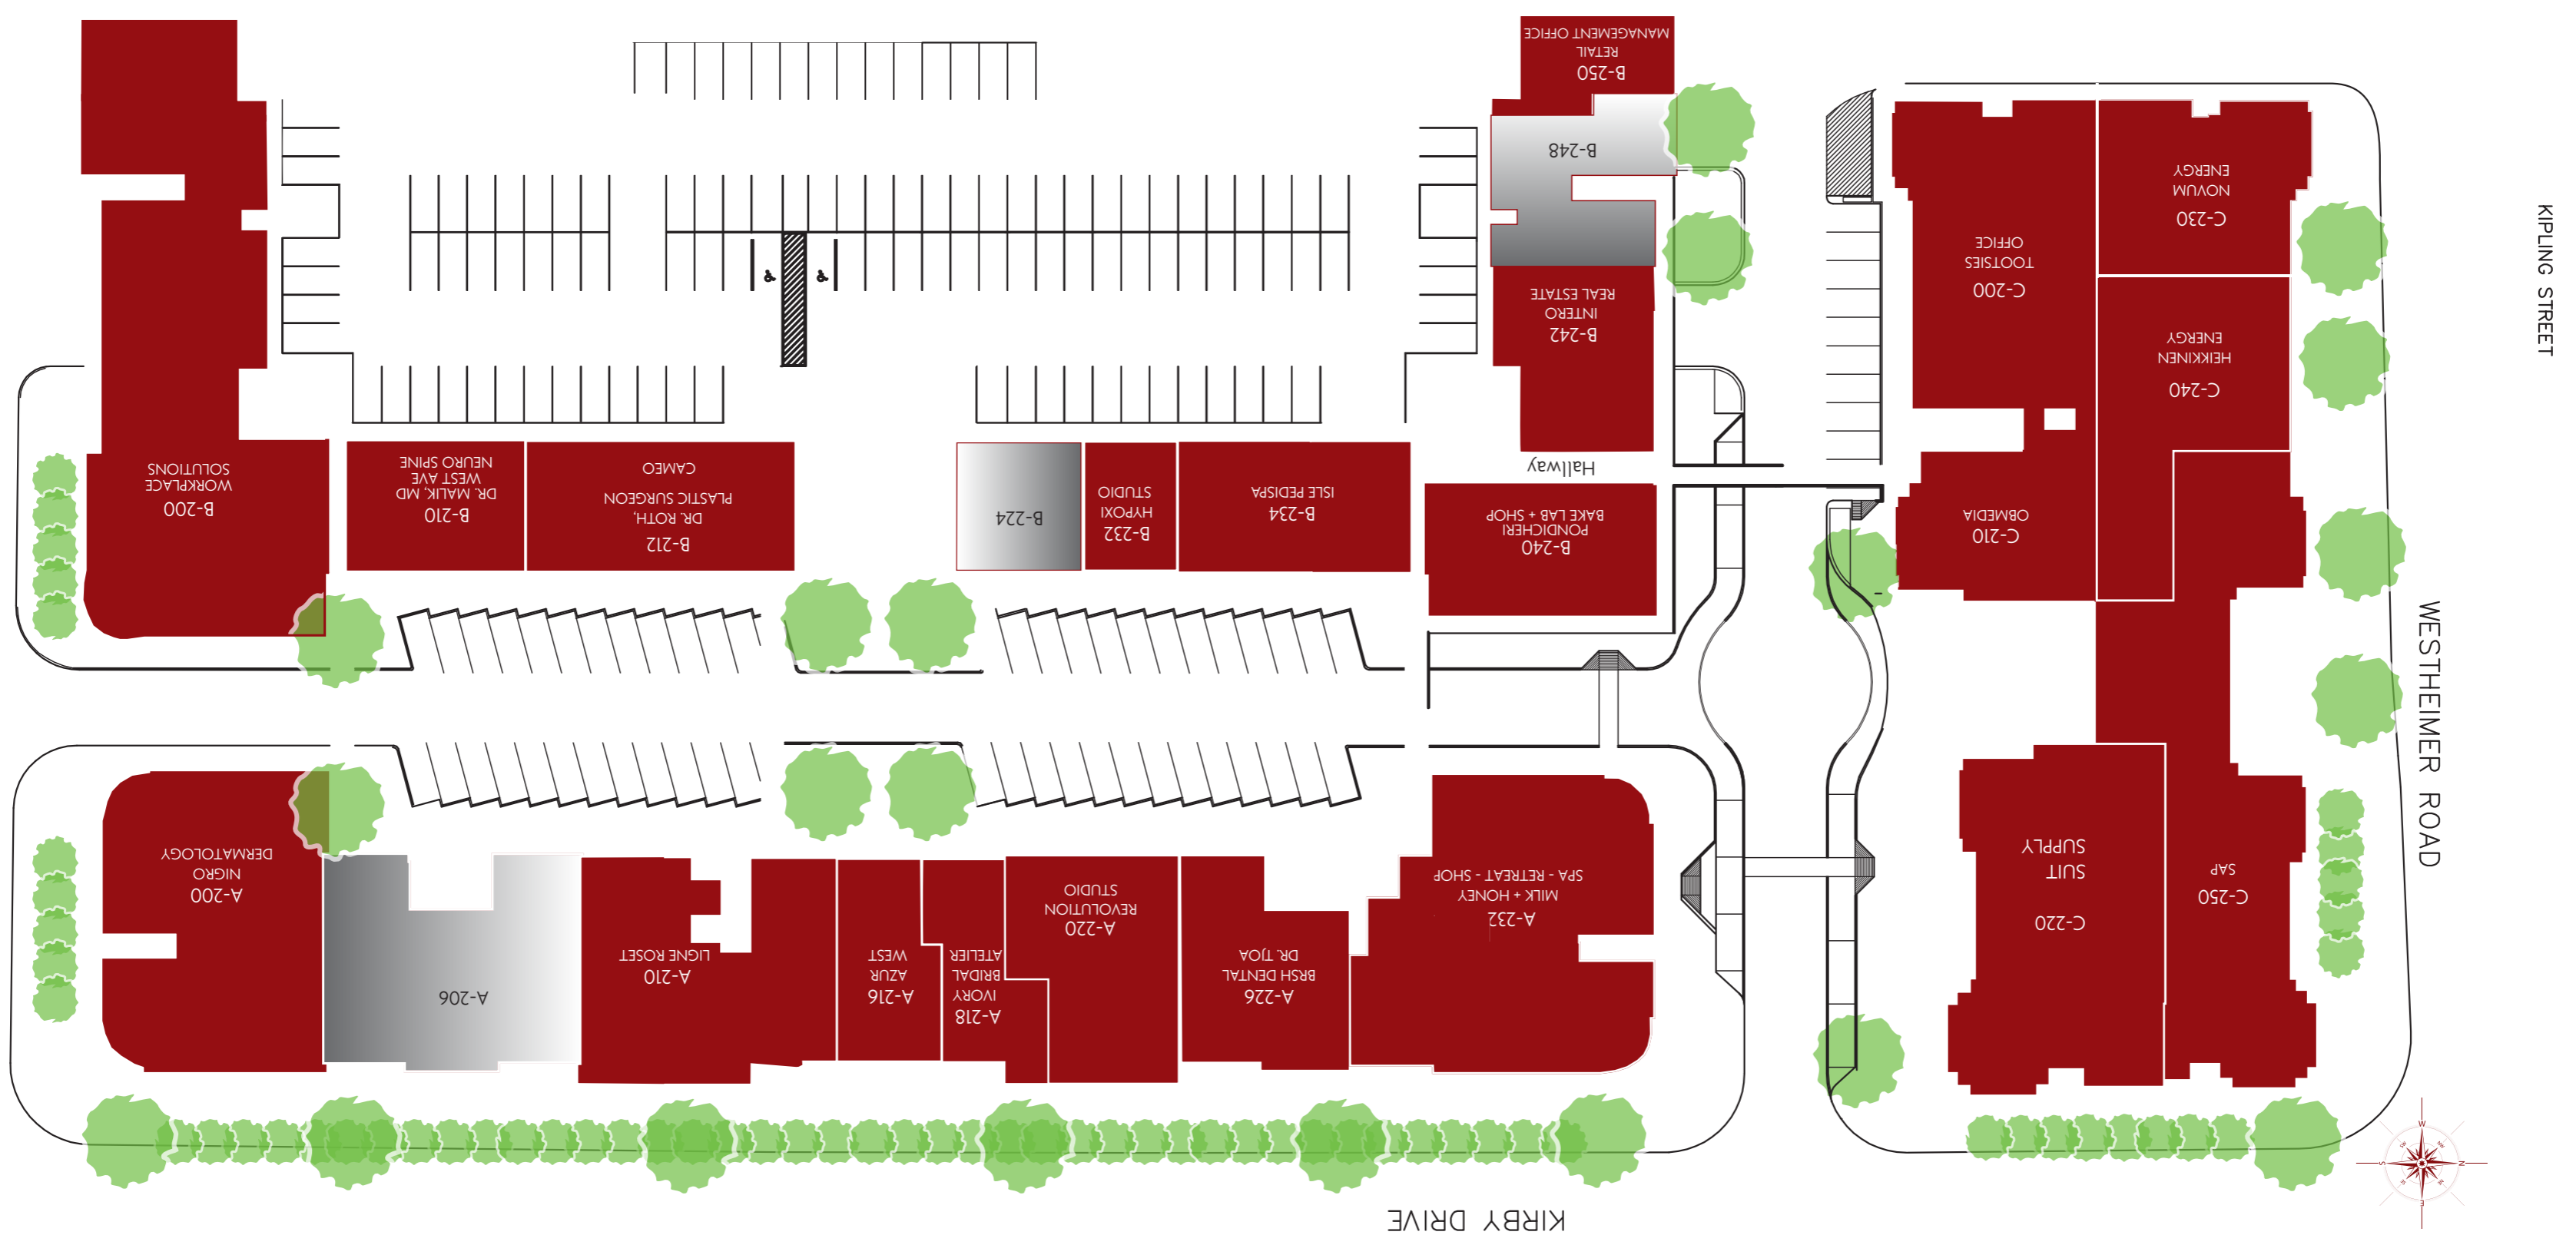 KIRBY DRIVE
E
N
S
W
WESTHEIMER ROAD
KIPLING STREET
C-220
SUIT
SUPPLY
C-250
SAP
A-232
MILK + HONEY
SPA - RETREAT - SHOP
A-226
BRSH DENTAL
DR. TJOA
A-220
REVOLUTION
STUDIO
A-218
IVORY
BRIDAL
ATELIER
A-216
AZUR
WEST
A-210
LIGNE ROSET
A-206
A-200
NIGRO
DERMATOLOGY
C-210
OBMEDIA
B-240
PONDICHERI
BAKE LAB + SHOP
Hallway
B-234
ISLE PEDISPA
B-232
HYPOXI
STUDIO
B-224
B-212
DR. ROTH,
PLASTIC SURGEON
CAMEO
B-210
DR. MALIK, MD
WEST AVE
NEURO SPINE
B-200
WORKPLACE
SOLUTIONS
C-240
HEIKKINEN
ENERGY
C-230
NOVUM
ENERGY
C-200
TOOTSIES
OFFICE
B-242
INTERO
REAL ESTATE
B-248
B-250
RETAIL
MANAGEMENT OFFICE